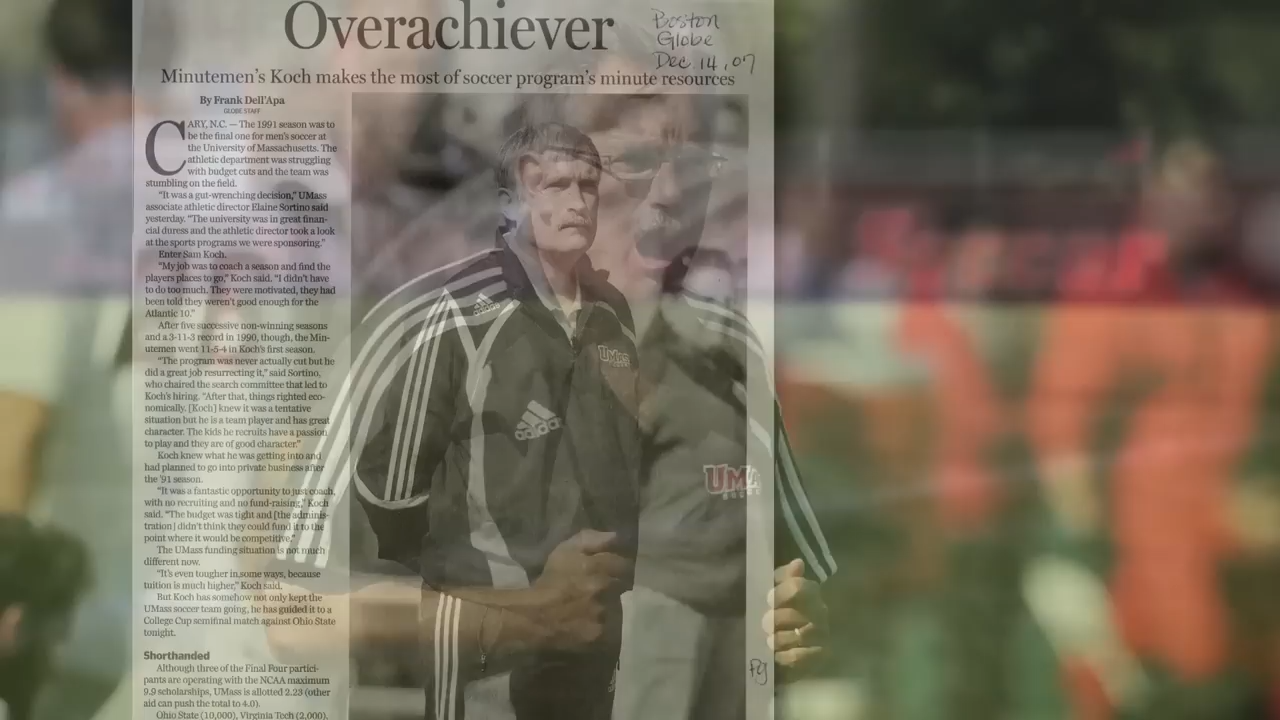 Overachiever
Boston
Globe
Dec. 14, 07
Minutemen's Koch makes the most of soccer program's minute resources
By Frank Dell'Apa
GLOBE STAFF
CARY, N.C. — The 1991 season was to
be the final one for men's soccer at
the University of Massachusetts. The
athletic department was struggling
with budget cuts and the team was
stumbling on the field.
"It was a gut-wrenching decision," UMass
associate athletic director Elaine Sortino said
yesterday. "The university was in great finan-
cial duress and the athletic director took a look
at the sports programs we were sponsoring."
Enter Sam Koch.
"My job was to coach a season and find the
players places to go," Koch said. "I didn't have
to do too much. They were motivated, they had
been told they weren't good enough for the
Atlantic 10."
After five successive non-winning seasons
and a 3-11-3 record in 1990, though, the Min-
utemen went 11-5-4 in Koch's first season.
"The program was never actually cut but he
did a great job resurrecting it," said Sortino,
who chaired the search committee that led to
Koch's hiring. "After that, things righted eco-
nomically. [Koch] knew it was a tentative
situation but he is a team player and has great
character. The kids he recruits have a passion
to play and they are of good character."
Koch knew what he was getting into and
had planned to go into private business after
the '91 season.
"It was a fantastic opportunity to just coach,
with no recruiting and no fund-raising," Koch
said. "The budget was tight and [the adminis-
tration] didn't think they could fund it to the
point where it would be competitive."
The UMass funding situation is not much
different now.
"It's even tougher in some ways, because
tuition is much higher," Koch said.
But Koch has somehow not only kept the
UMass soccer team going, he has guided it to a
College Cup semifinal match against Ohio State
tonight.
Shorthanded
Although three of the Final Four partici-
pants are operating with the NCAA maximum
9.9 scholarships, UMass is allotted 2.23 (other
aid can push the total to 4.0).
Ohio State (10,000), Virginia Tech (2,000),
adidas
UMASS
adidas
UMA